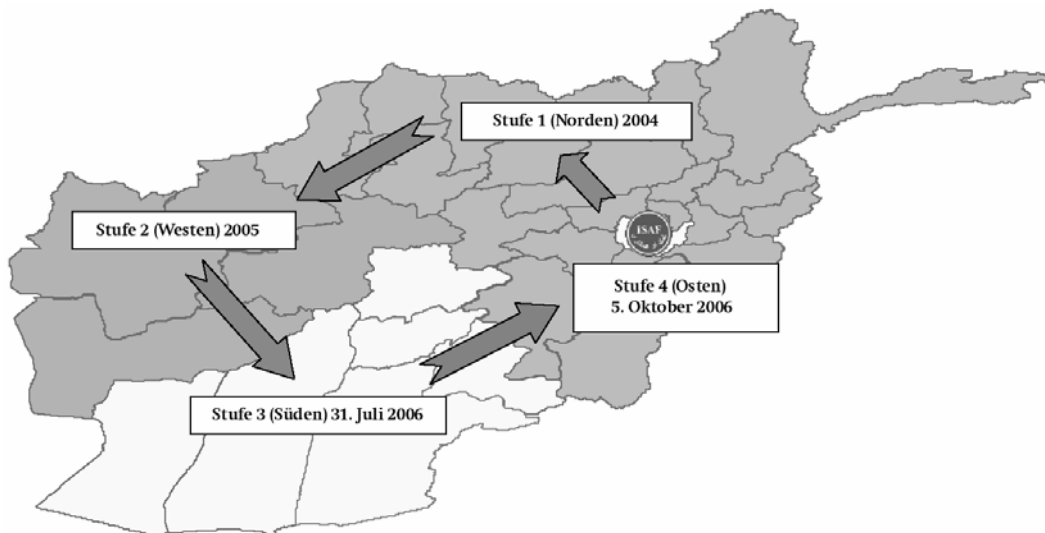 Stufe 1 (Norden) 2004
Stufe 2 (Westen) 2005
ISAF
Stufe 4 (Osten)
5. Oktober 2006
Stufe 3 (Süden) 31. Juli 2006